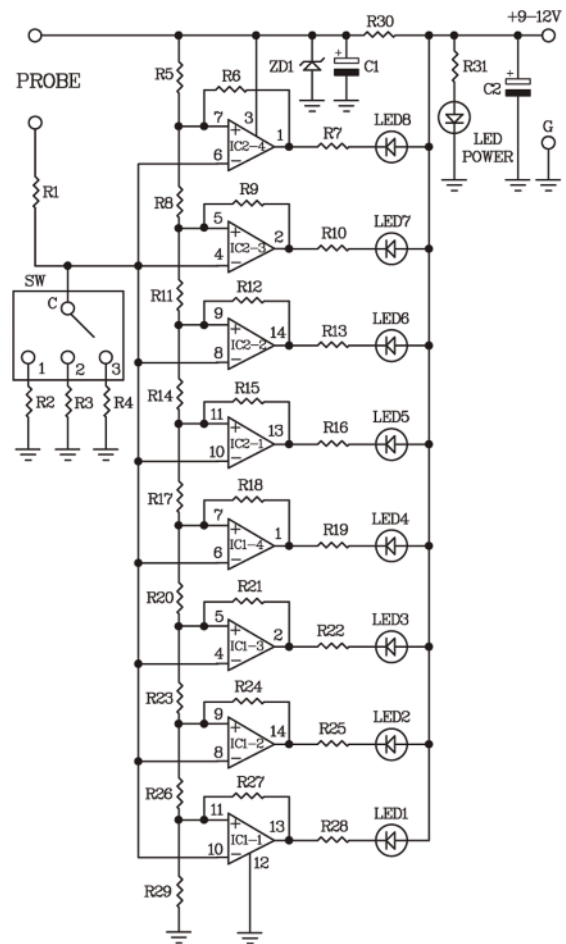 +9-12V
R30
R5
R6
ZD1
+
C1
R31
+
C2
PROBE
3
7
+
IC2-4
1
6
−
R7
LED8
LED
POWER
G
R1
R8
R9
5
+
IC2-3
2
4
−
R10
LED7
SW
C
1
2
3
R2
R3
R4
R11
R12
9
+
IC2-2
14
8
−
R13
LED6
R14
R15
11
+
IC2-1
13
10
−
R16
LED5
R17
R18
7
+
IC1-4
1
6
−
R19
LED4
R20
R21
5
+
IC1-3
2
4
−
R22
LED3
R23
R24
9
+
IC1-2
14
8
−
R25
LED2
R26
R27
11
+
IC1-1
13
10
−
12
R28
LED1
R29